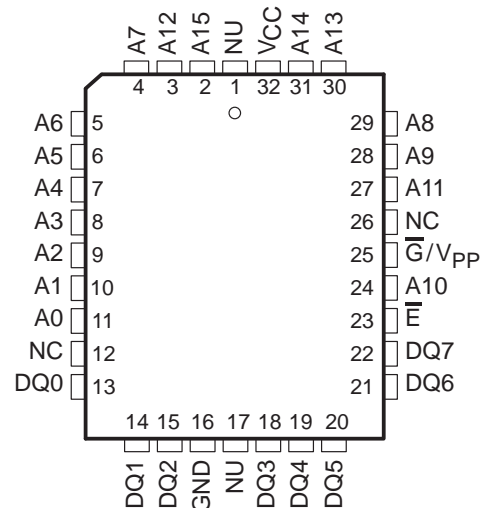 A7 A12 A15 NU VCC A14 A13
4 3 2 1 32 31 30
A6 5 29 A8
A5 6 28 A9
A4 7 27 A11
A3 8 26 NC
A2 9 25 G̅/VPP
A1 10 24 A10
A0 11 23 E̅
NC 12 22 DQ7
DQ0 13 21 DQ6
14 15 16 17 18 19 20
DQ1 DQ2 GND NU DQ3 DQ4 DQ5